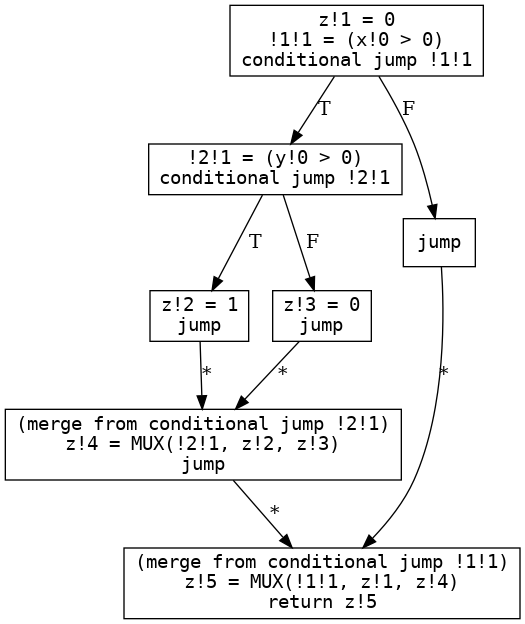 z!1 = 0
!1!1 = (x!0 > 0)
conditional jump !1!1
T
F
!2!1 = (y!0 > 0)
conditional jump !2!1
jump
T
F
z!2 = 1
jump
z!3 = 0
jump
*
*
*
(merge from conditional jump !2!1)
z!4 = MUX(!2!1, z!2, z!3)
jump
*
(merge from conditional jump !1!1)
z!5 = MUX(!1!1, z!1, z!4)
return z!5